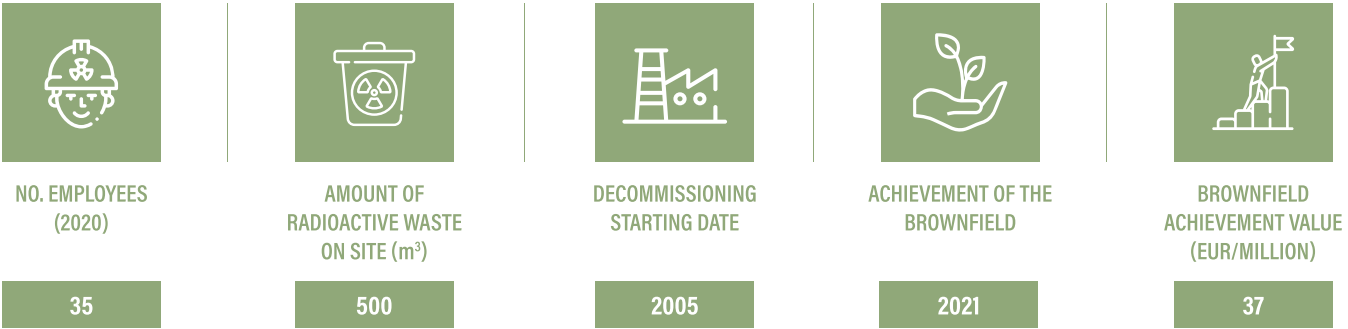 NO. EMPLOYEES
(2020)
35
AMOUNT OF
RADIOACTIVE WASTE
ON SITE (m³)
500
DECOMMISSIONING
STARTING DATE
2005
ACHIEVEMENT OF THE
BROWNFIELD
2021
BROWNFIELD
ACHIEVEMENT VALUE
(EUR/MILLION)
37